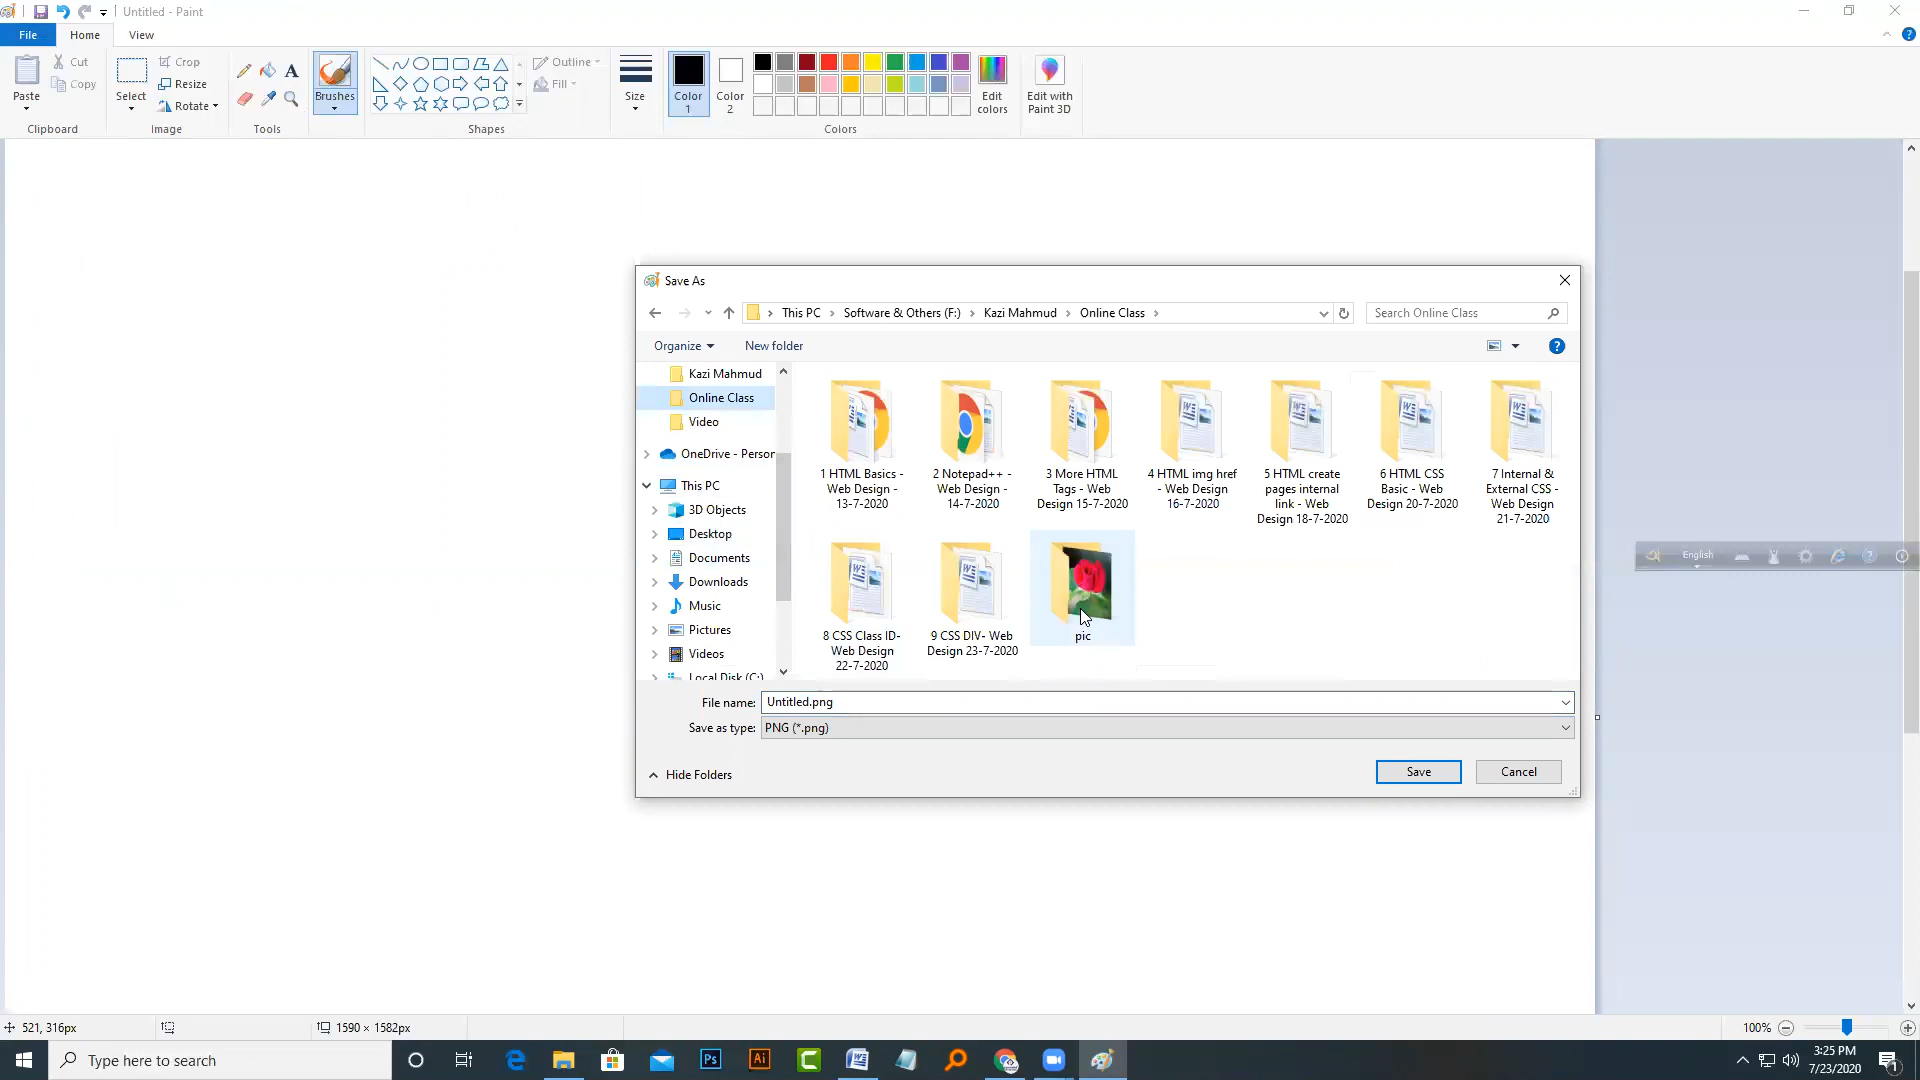 Untitled - Paint
File
Home
View
Paste
Cut
Copy
Clipboard
Select
Crop
Resize
Rotate
Image
A
Tools
Brushes
Outline
Fill
Shapes
Size
Color
1
Color
2
Edit
colors
Colors
Edit with
Paint 3D
Save As
This PC
Software & Others (F:)
Kazi Mahmud
Online Class
Search Online Class
Organize
New folder
Kazi Mahmud
Online Class
Video
OneDrive - Person
This PC
3D Objects
Desktop
Documents
Downloads
Music
Pictures
Videos
Local Disk (C:)
1 HTML Basics -
Web Design -
13-7-2020
2 Notepad++ -
Web Design -
14-7-2020
3 More HTML
Tags - Web
Design 15-7-2020
4 HTML img href
- Web Design
16-7-2020
5 HTML create
pages internal
link - Web
Design 18-7-2020
6 HTML CSS
Basic - Web
Design 20-7-2020
7 Internal &
External CSS -
Web Design
21-7-2020
8 CSS Class ID-
Web Design
22-7-2020
9 CSS DIV- Web
Design 23-7-2020
pic
English
File name:
Untitled.png
Save as type:
PNG (*.png)
Hide Folders
Save
Cancel
521, 316px
1590 × 1582px
100%
Type here to search
Ps
Ai
3:25 PM
7/23/2020
1